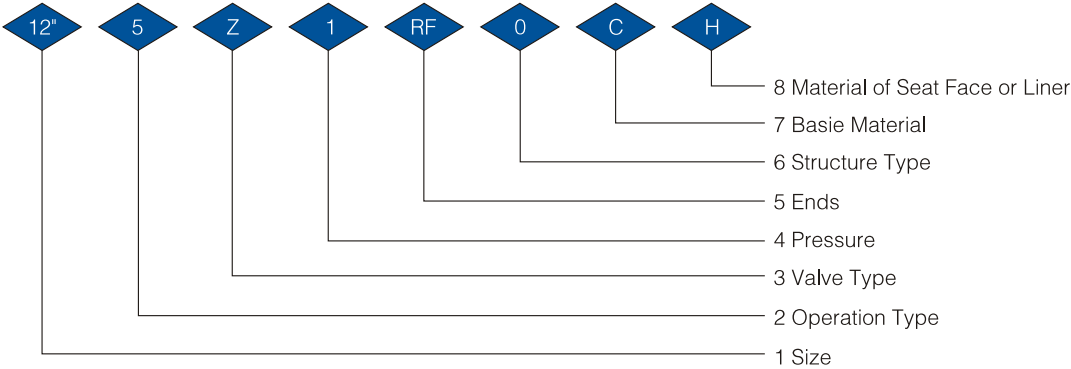 12" 5 Z 1 RF 0 C H
8 Material of Seat Face or Liner
7 Basie Material
6 Structure Type
5 Ends
4 Pressure
3 Valve Type
2 Operation Type
1 Size